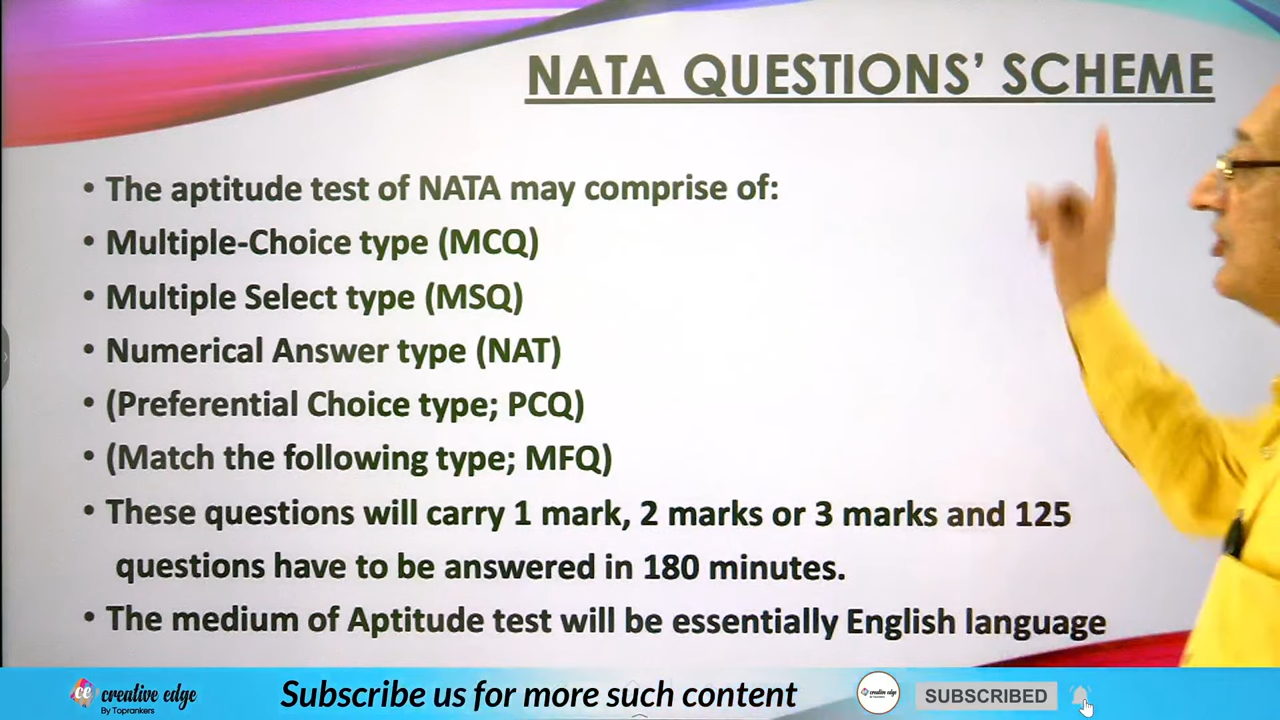 NATA QUESTIONS' SCHEME
• The aptitude test of NATA may comprise of:
• Multiple-Choice type (MCQ)
• Multiple Select type (MSQ)
• Numerical Answer type (NAT)
• (Preferential Choice type; PCQ)
• (Match the following type; MFQ)
• These questions will carry 1 mark, 2 marks or 3 marks and 125
questions have to be answered in 180 minutes.
• The medium of Aptitude test will be essentially English language
ce creative edge
By Toprankers
Subscribe us for more such content
creative edge
SUBSCRIBED